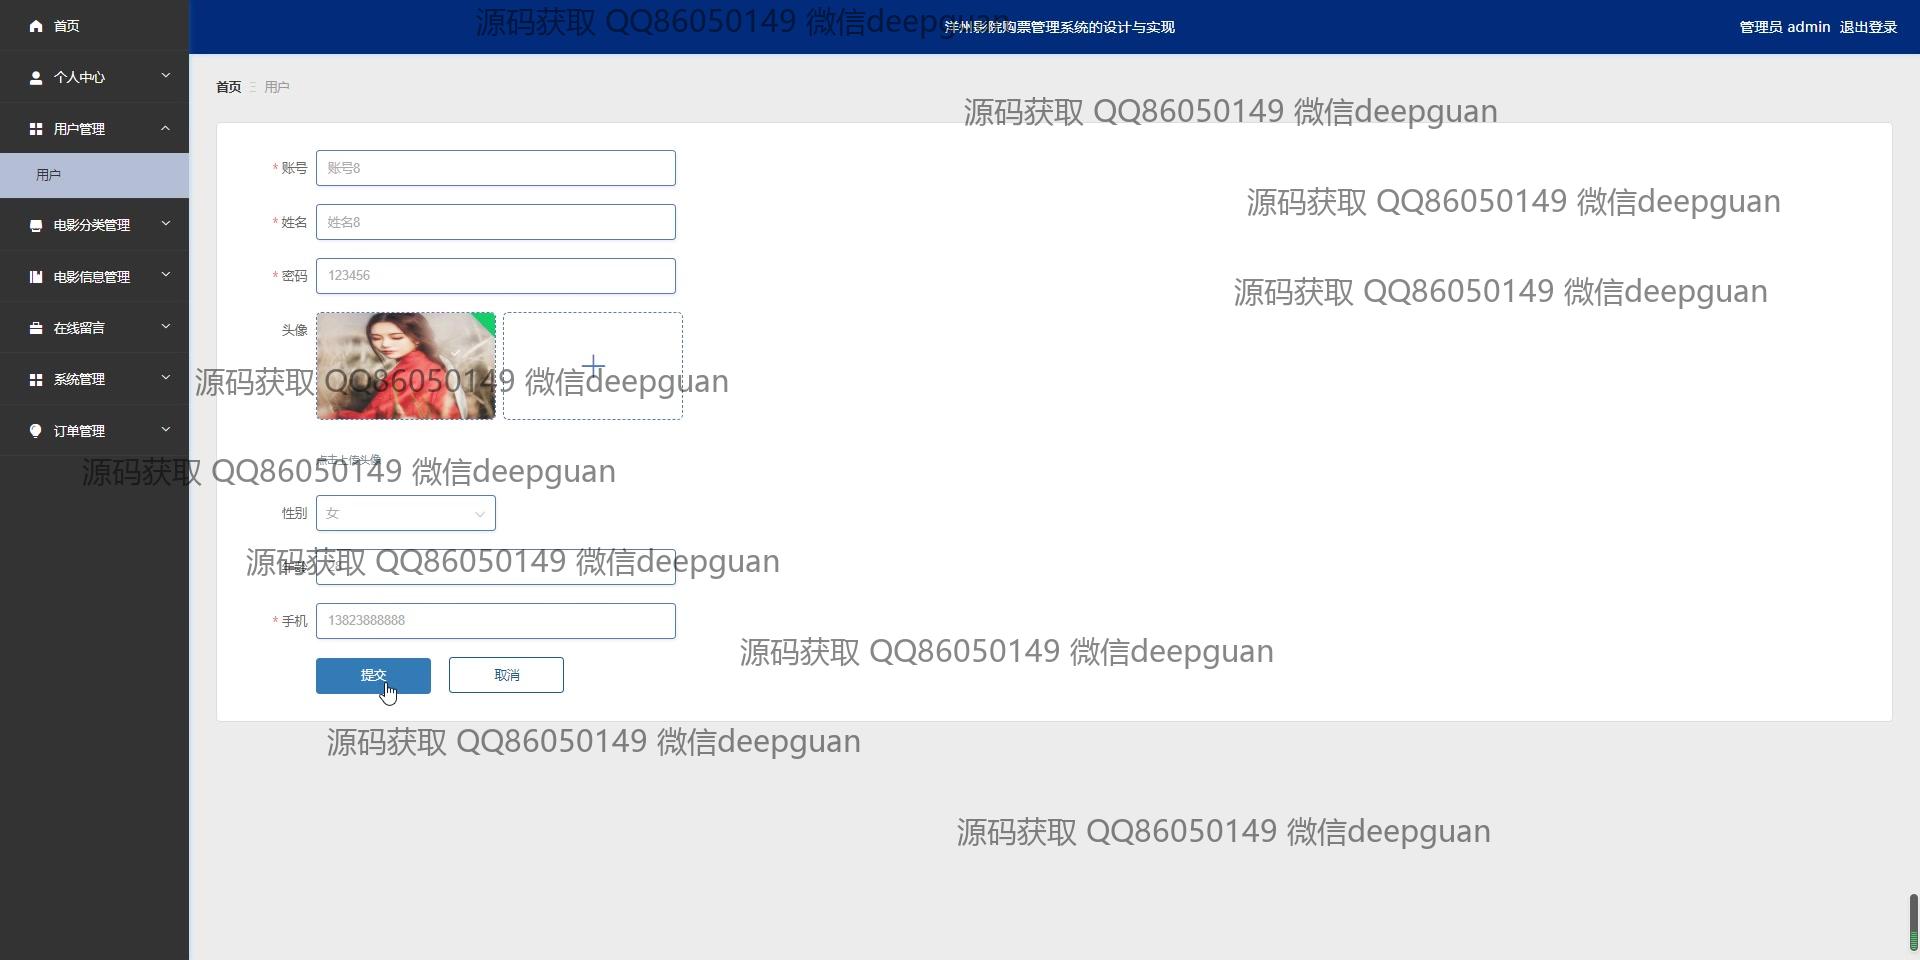 首页
个人中心
用户管理
用户
电影分类管理
电影信息管理
在线留言
系统管理
订单管理
洋州影院购票管理系统的设计与实现
管理员 admin 退出登录
源码获取 QQ86050149 微信deepguan
首页 用户
源码获取 QQ86050149 微信deepguan
* 账号 账号8
源码获取 QQ86050149 微信deepguan
* 姓名 姓名8
* 密码 123456
源码获取 QQ86050149 微信deepguan
头像
源码获取 QQ86050149 微信deepguan
点击上传头像
源码获取 QQ86050149 微信deepguan
性别 女
源码获取 QQ86050149 微信deepguan
年龄
* 手机 13823888888
源码获取 QQ86050149 微信deepguan
提交 取消
源码获取 QQ86050149 微信deepguan
源码获取 QQ86050149 微信deepguan